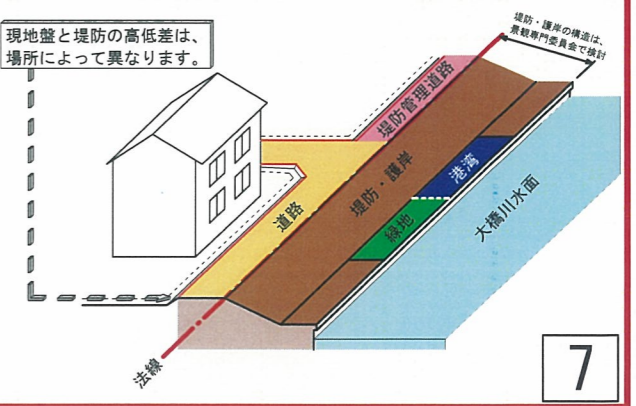 現地盤と堤防の高低差は、
場所によって異なります。
堤防・護岸の構造は、
景観専門委員会で検討
堤防管理道路
堤防・護岸
港湾
緑地
道路
大橋川水面
法線
7